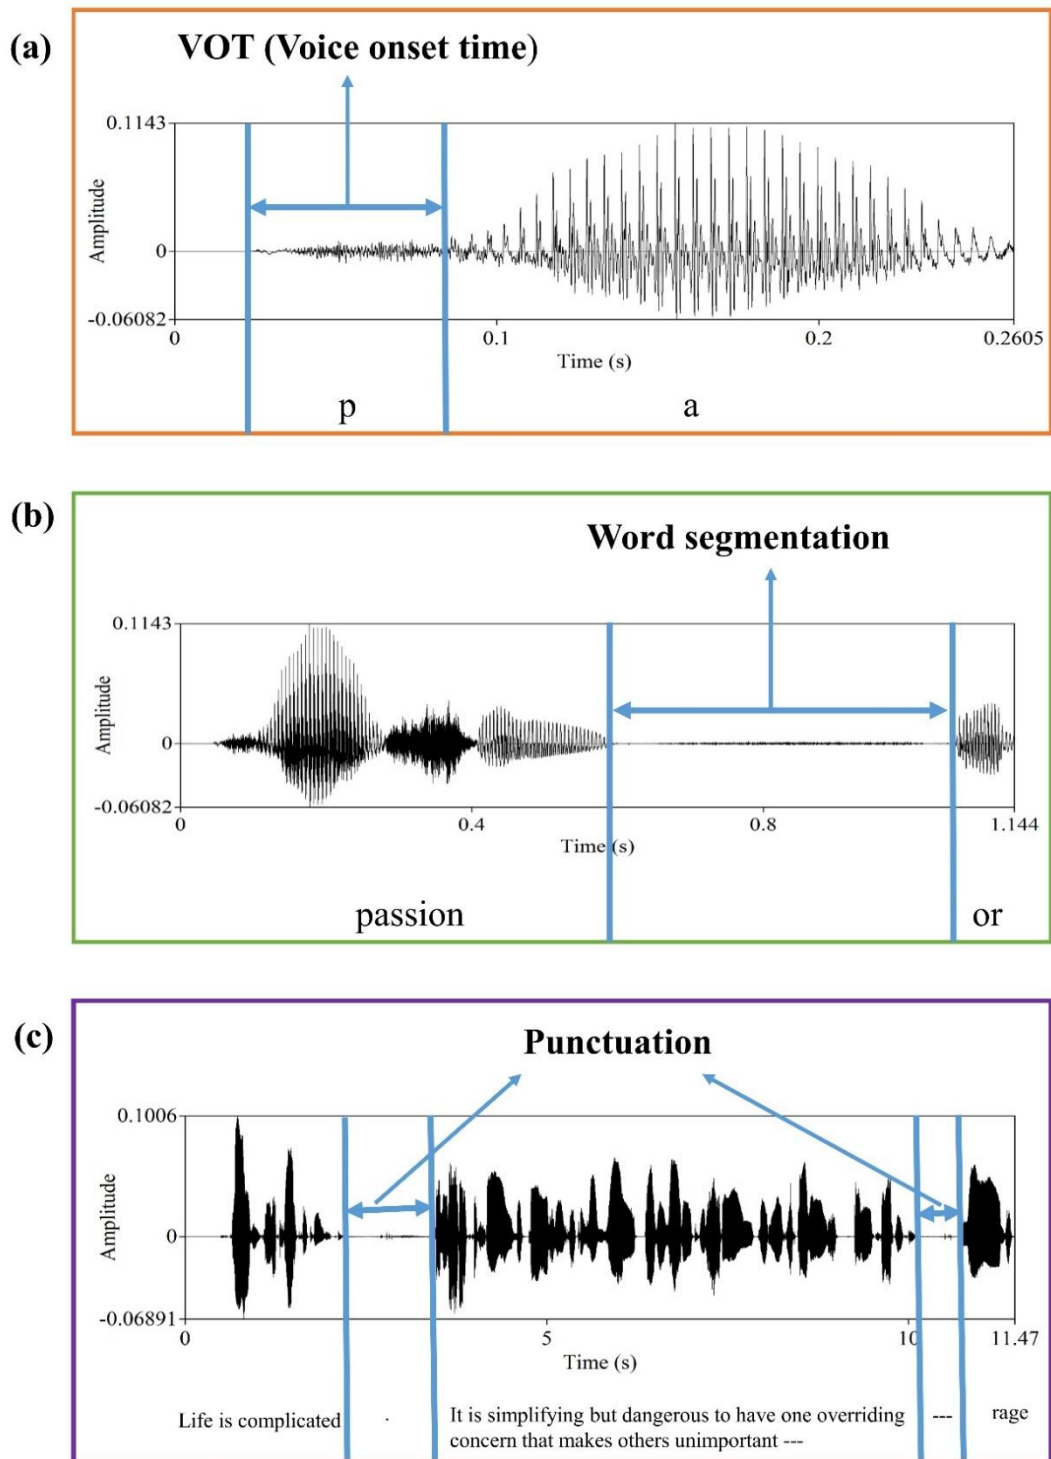 (a)
VOT (Voice onset time)
0.1143
Amplitude
0
-0.06082
0
0.1
0.2
0.2605
Time (s)
p
a
(b)
Word segmentation
0.1143
Amplitude
0
-0.06082
0
0.4
0.8
1.144
Time (s)
passion
or
(c)
Punctuation
0.1006
Amplitude
0
-0.06891
0
5
10
11.47
Time (s)
Life is complicated
.
It is simplifying but dangerous to have one overriding
concern that makes others unimportant ---
---
rage